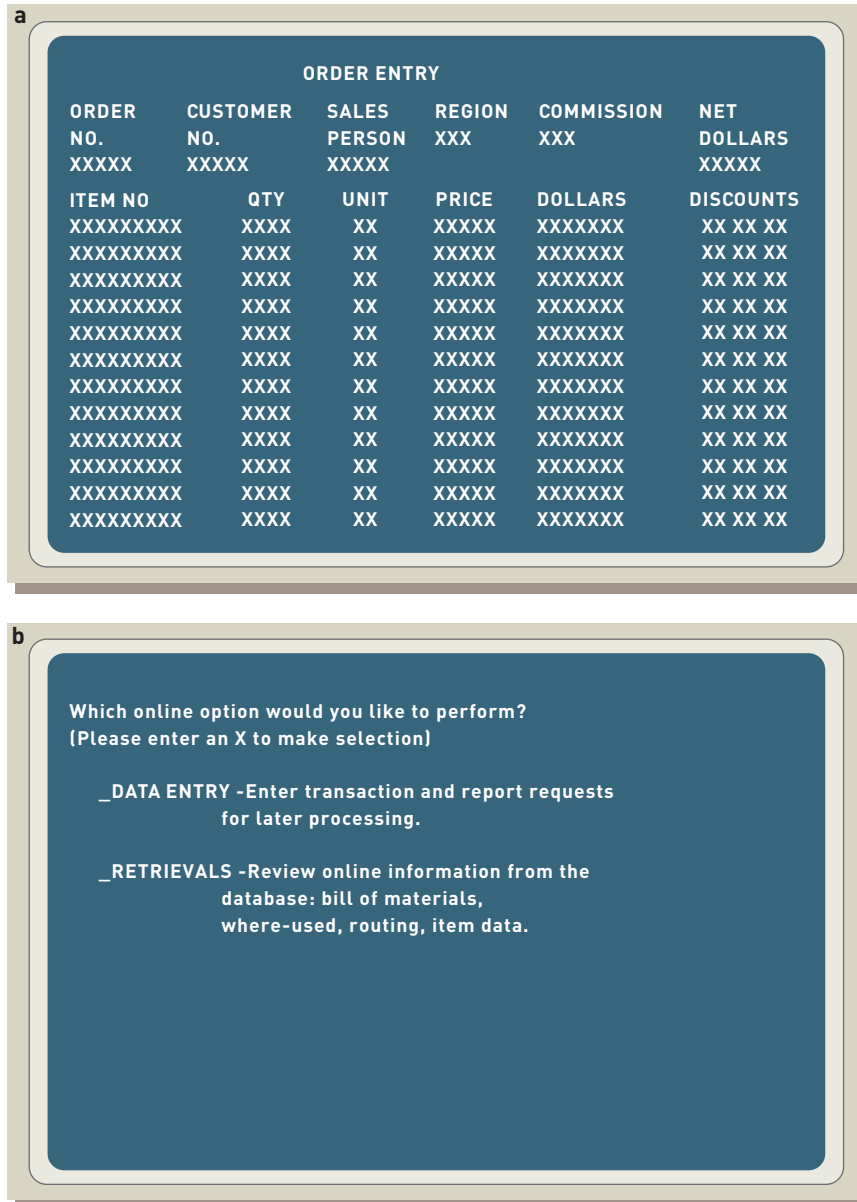 a
ORDER ENTRY
ORDER CUSTOMER SALES REGION COMMISSION NET
NO. NO. PERSON XXX XXX DOLLARS
XXXXX XXXXX XXXXX XXXXX
ITEM NO QTY UNIT PRICE DOLLARS DISCOUNTS
XXXXXXXXX XXXX XX XXXXX XXXXXXX XX XX XX
XXXXXXXXX XXXX XX XXXXX XXXXXXX XX XX XX
XXXXXXXXX XXXX XX XXXXX XXXXXXX XX XX XX
XXXXXXXXX XXXX XX XXXXX XXXXXXX XX XX XX
XXXXXXXXX XXXX XX XXXXX XXXXXXX XX XX XX
XXXXXXXXX XXXX XX XXXXX XXXXXXX XX XX XX
XXXXXXXXX XXXX XX XXXXX XXXXXXX XX XX XX
XXXXXXXXX XXXX XX XXXXX XXXXXXX XX XX XX
XXXXXXXXX XXXX XX XXXXX XXXXXXX XX XX XX
XXXXXXXXX XXXX XX XXXXX XXXXXXX XX XX XX
XXXXXXXXX XXXX XX XXXXX XXXXXXX XX XX XX
XXXXXXXXX XXXX XX XXXXX XXXXXXX XX XX XX
b
Which online option would you like to perform?
(Please enter an X to make selection)
_DATA ENTRY -Enter transaction and report requests
for later processing.
_RETRIEVALS -Review online information from the
database: bill of materials,
where-used, routing, item data.